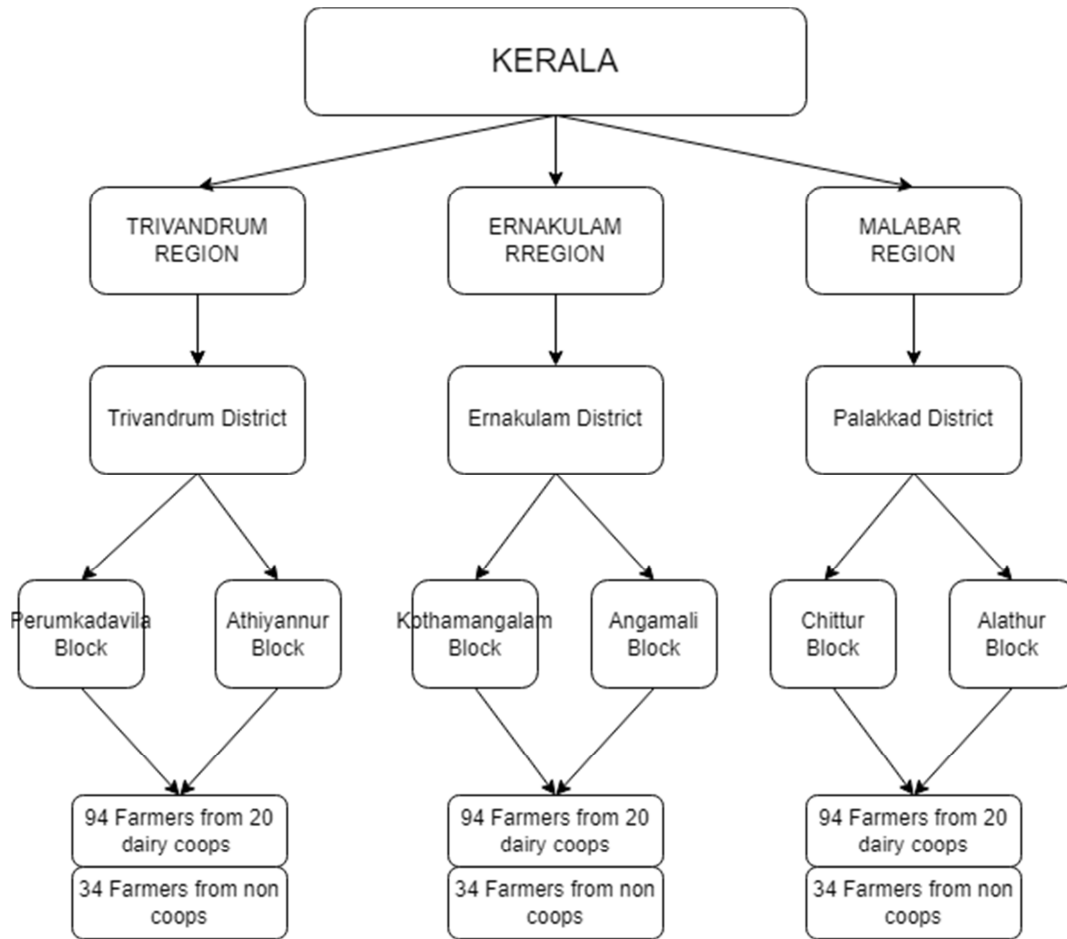 KERALA
TRIVANDRUM
REGION
ERNAKULAM
RREGION
MALABAR
REGION
Trivandrum District
Ernakulam District
Palakkad District
Perumkadavila
Block
Athiyannur
Block
Kothamangalam
Block
Angamali
Block
Chittur
Block
Alathur
Block
94 Farmers from 20
dairy coops
34 Farmers from non
coops
94 Farmers from 20
dairy coops
34 Farmers from non
coops
94 Farmers from 20
dairy coops
34 Farmers from non
coops